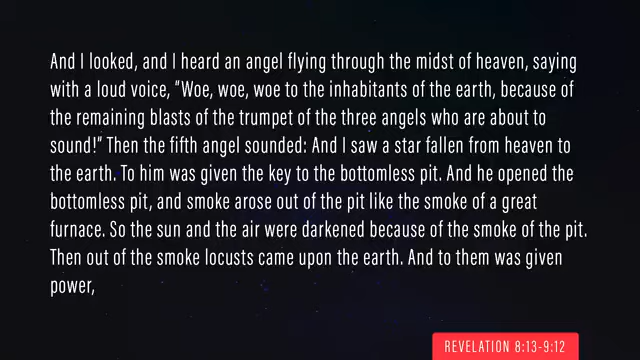 And I looked, and I heard an angel flying through the midst of heaven, saying
with a loud voice, "Woe, woe, woe to the inhabitants of the earth, because of
the remaining blasts of the trumpet of the three angels who are about to
sound!" Then the fifth angel sounded: And I saw a star fallen from heaven to
the earth. To him was given the key to the bottomless pit. And he opened the
bottomless pit, and smoke arose out of the pit like the smoke of a great
furnace. So the sun and the air were darkened because of the smoke of the pit.
Then out of the smoke locusts came upon the earth. And to them was given
power,
REVELATION 8:13-9:12